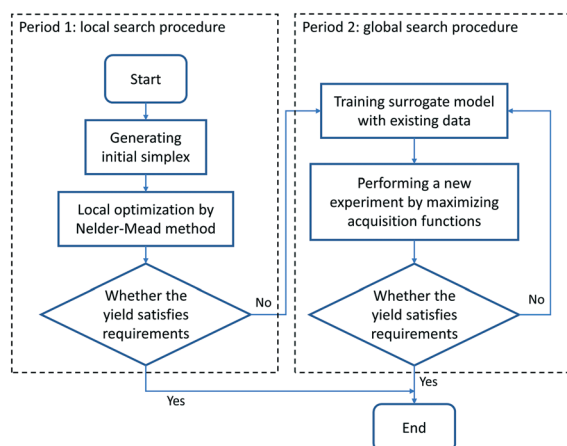 Period 1: local search procedure
Start
Generating
initial simplex
Local optimization by
Nelder-Mead method
Whether the
yield satisfies
requirements
No
Yes
Period 2: global search procedure
Training surrogate model
with existing data
Performing a new
experiment by maximizing
acquisition functions
Whether the
yield satisfies
requirements
No
Yes
End